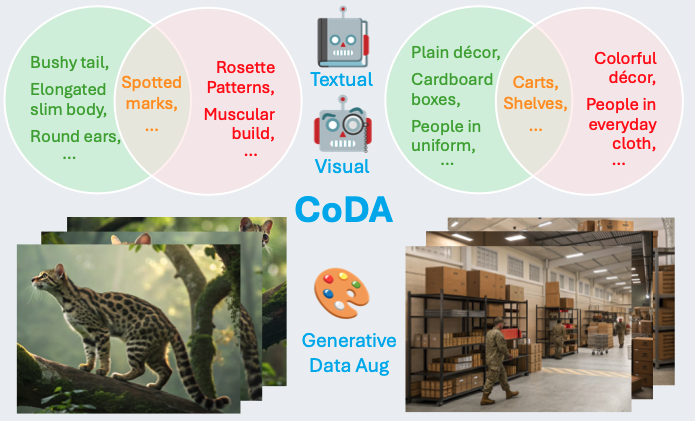 Bushy tail,
Elongated
slim body,
Round ears,
...
Spotted
marks,
...
Rosette
Patterns,
Muscular
build,
...
Textual
Visual
Plain décor,
Cardboard
boxes,
People in
uniform,
...
Carts,
Shelves,
...
Colorful
décor,
People in
everyday
cloth,
...
CoDA
Generative
Data Aug